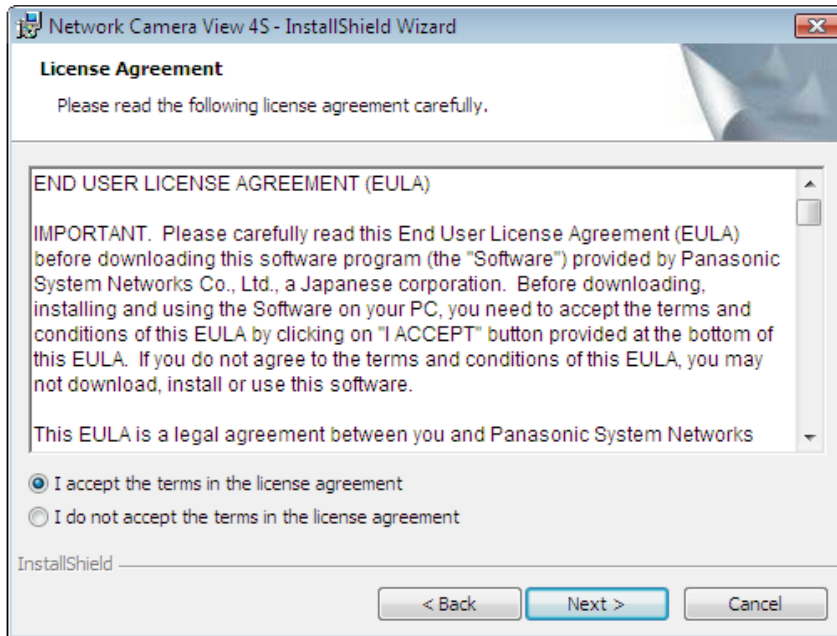 Network Camera View 4S - InstallShield Wizard
License Agreement
Please read the following license agreement carefully.
END USER LICENSE AGREEMENT (EULA)
IMPORTANT.  Please carefully read this End User License Agreement (EULA)
before downloading this software program (the "Software") provided by Panasonic
System Networks Co., Ltd., a Japanese corporation.  Before downloading,
installing and using the Software on your PC, you need to accept the terms and
conditions of this EULA by clicking on "I ACCEPT" button provided at the bottom of
this EULA.  If you do not agree to the terms and conditions of this EULA, you may
not download, install or use this software.
This EULA is a legal agreement between you and Panasonic System Networks
I accept the terms in the license agreement
I do not accept the terms in the license agreement
InstallShield
< Back Next > Cancel